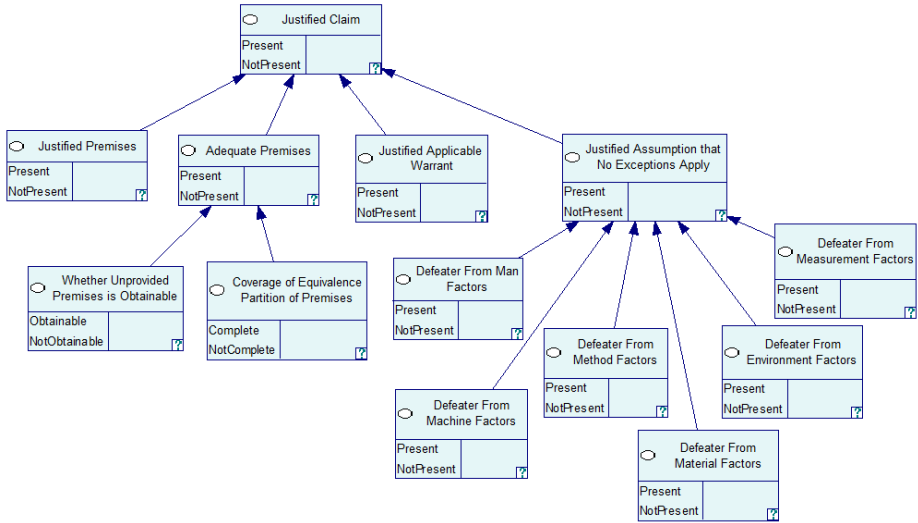 Justified Claim
Present
NotPresent
?
Justified Premises
Present
NotPresent
?
Adequate Premises
Present
NotPresent
?
Justified Applicable
Warrant
Present
NotPresent
?
Justified Assumption that
No Exceptions Apply
Present
NotPresent
?
Whether Unprovided
Premises is Obtainable
Obtainable
NotObtainable
?
Coverage of Equivalence
Partition of Premises
Complete
NotComplete
?
Defeater From Man
Factors
Present
NotPresent
?
Defeater From
Measurement Factors
Present
NotPresent
?
Defeater From
Method Factors
Present
NotPresent
?
Defeater From
Environment Factors
Present
NotPresent
?
Defeater From
Machine Factors
Present
NotPresent
?
Defeater From
Material Factors
Present
NotPresent
?